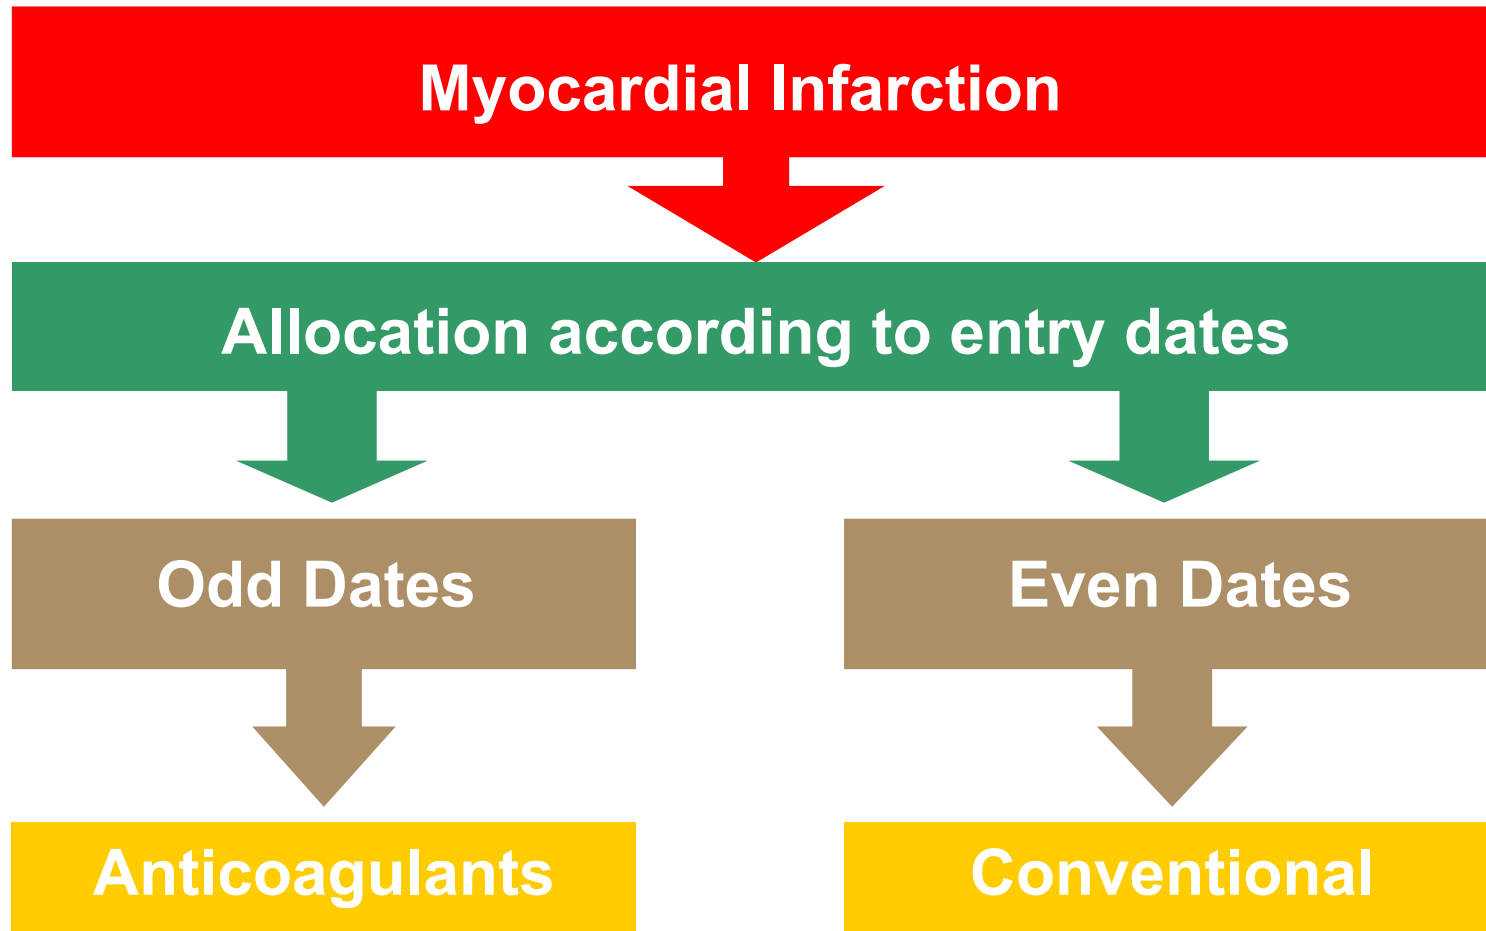 Myocardial Infarction
Allocation according to entry dates
Odd Dates
Even Dates
Anticoagulants
Conventional